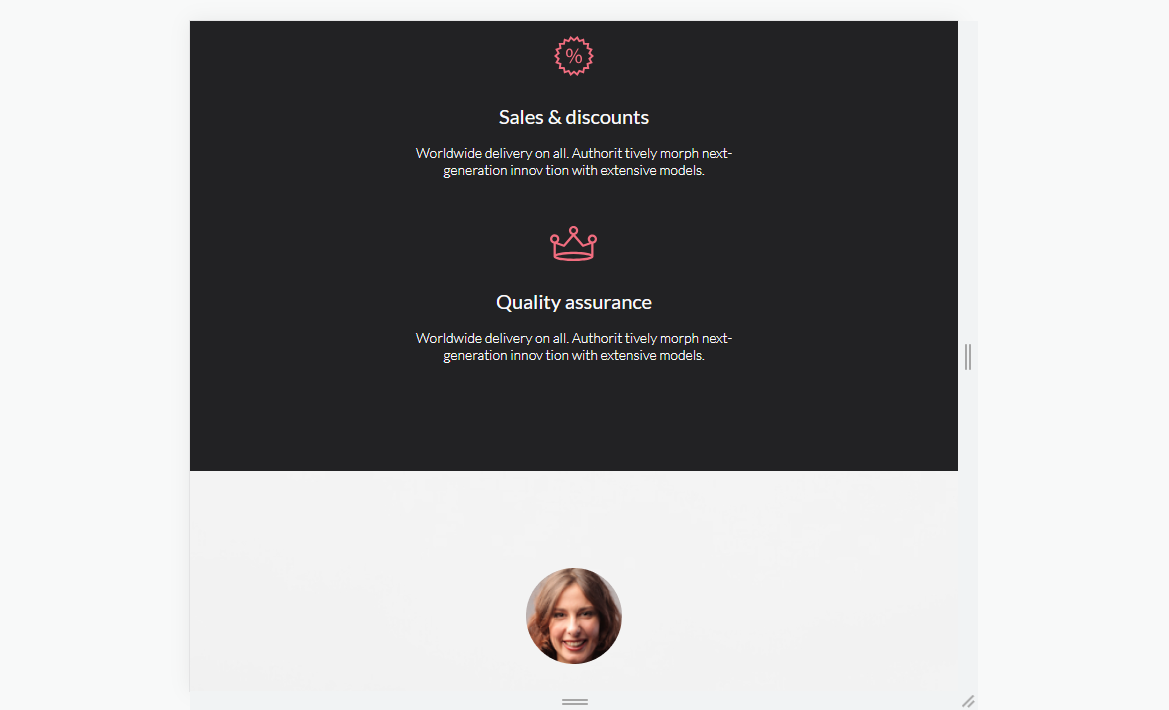 %
Sales & discounts
Worldwide delivery on all. Authorit tively morph next-
generation innov tion with extensive models.
Quality assurance
Worldwide delivery on all. Authorit tively morph next-
generation innov tion with extensive models.